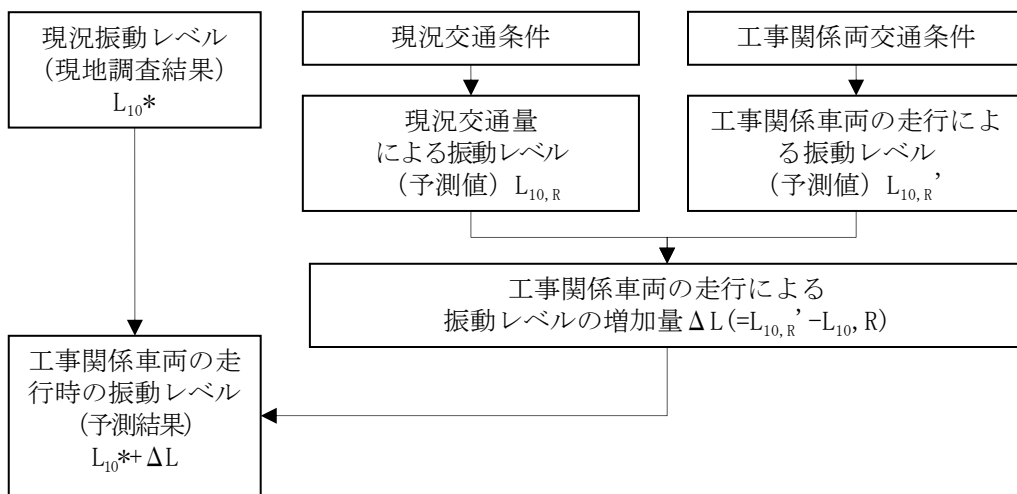 現況振動レベル
（現地調査結果）
L₁₀*
現況交通条件
工事関係両交通条件
現況交通量
による振動レベル
（予測値）L₁₀,R
工事関係車両の走行によ
る振動レベル
（予測値）L₁₀,R’
工事関係車両の走行による
振動レベルの増加量ΔL(=L₁₀,R’-L₁₀,R)
工事関係車両の走
行時の振動レベル
(予測結果)
L₁₀*+ΔL